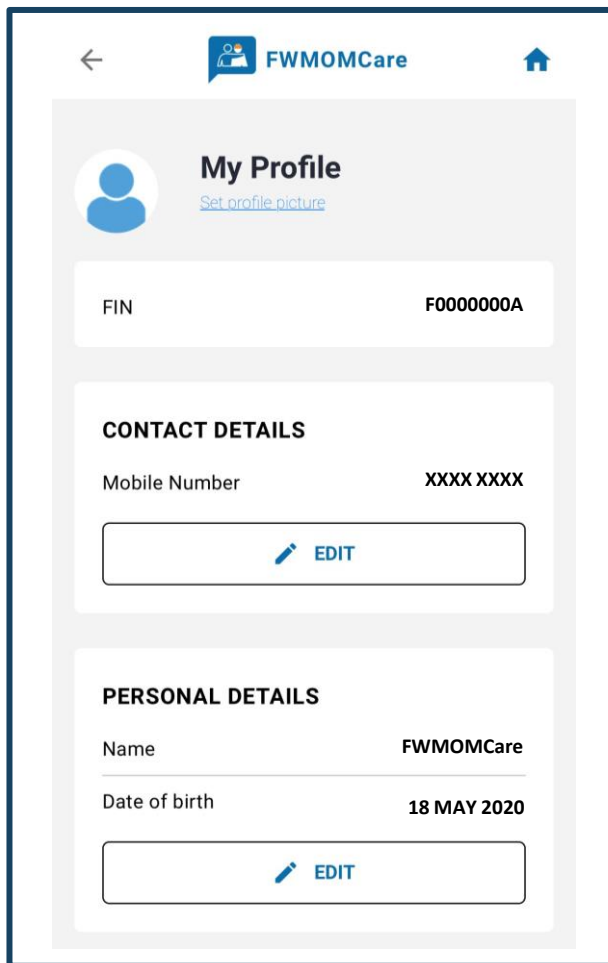 FWMOMCare
My Profile
Set profile picture
FIN F0000000A
CONTACT DETAILS
Mobile Number XXXX XXXX
EDIT
PERSONAL DETAILS
Name FWMOMCare
Date of birth 18 MAY 2020
EDIT